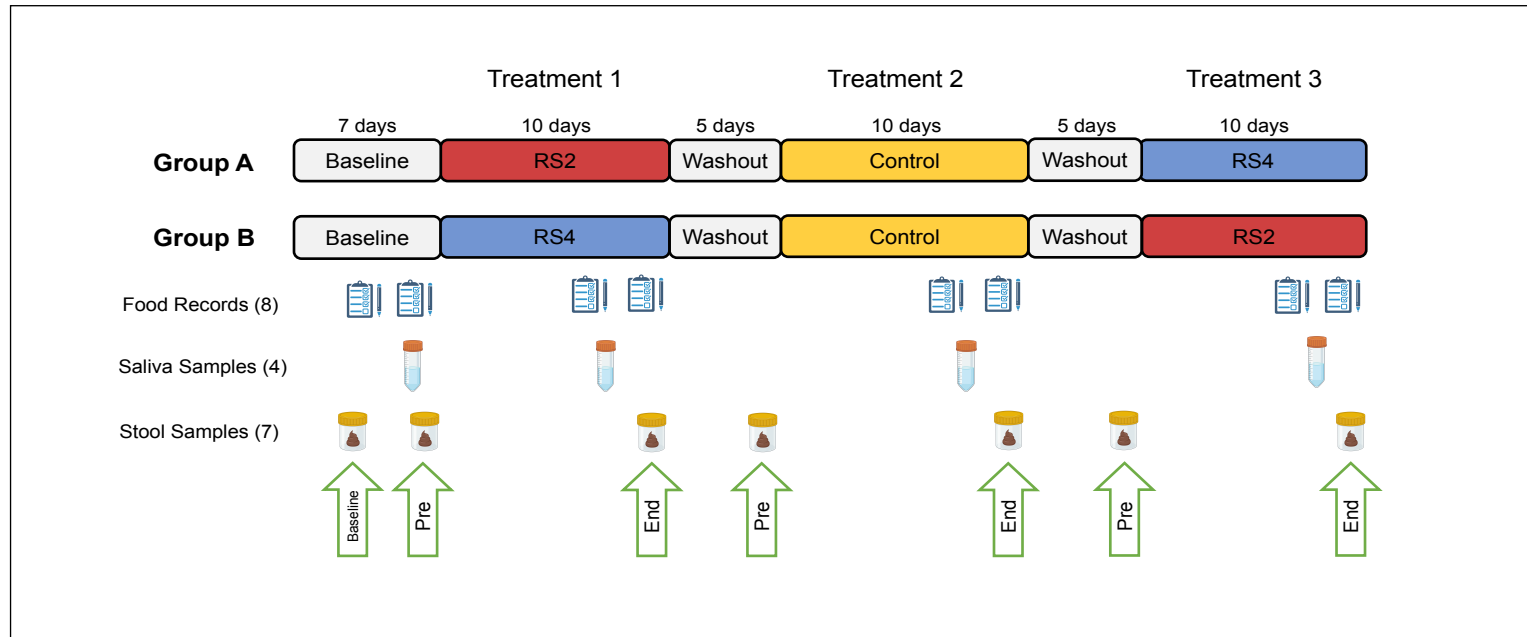 Treatment 1 Treatment 2 Treatment 3
7 days 10 days 5 days 10 days 5 days 10 days
Group A Baseline RS2 Washout Control Washout RS4
Group B Baseline RS4 Washout Control Washout RS2
Food Records (8)
Saliva Samples (4)
Stool Samples (7)
Baseline Pre End Pre End Pre End